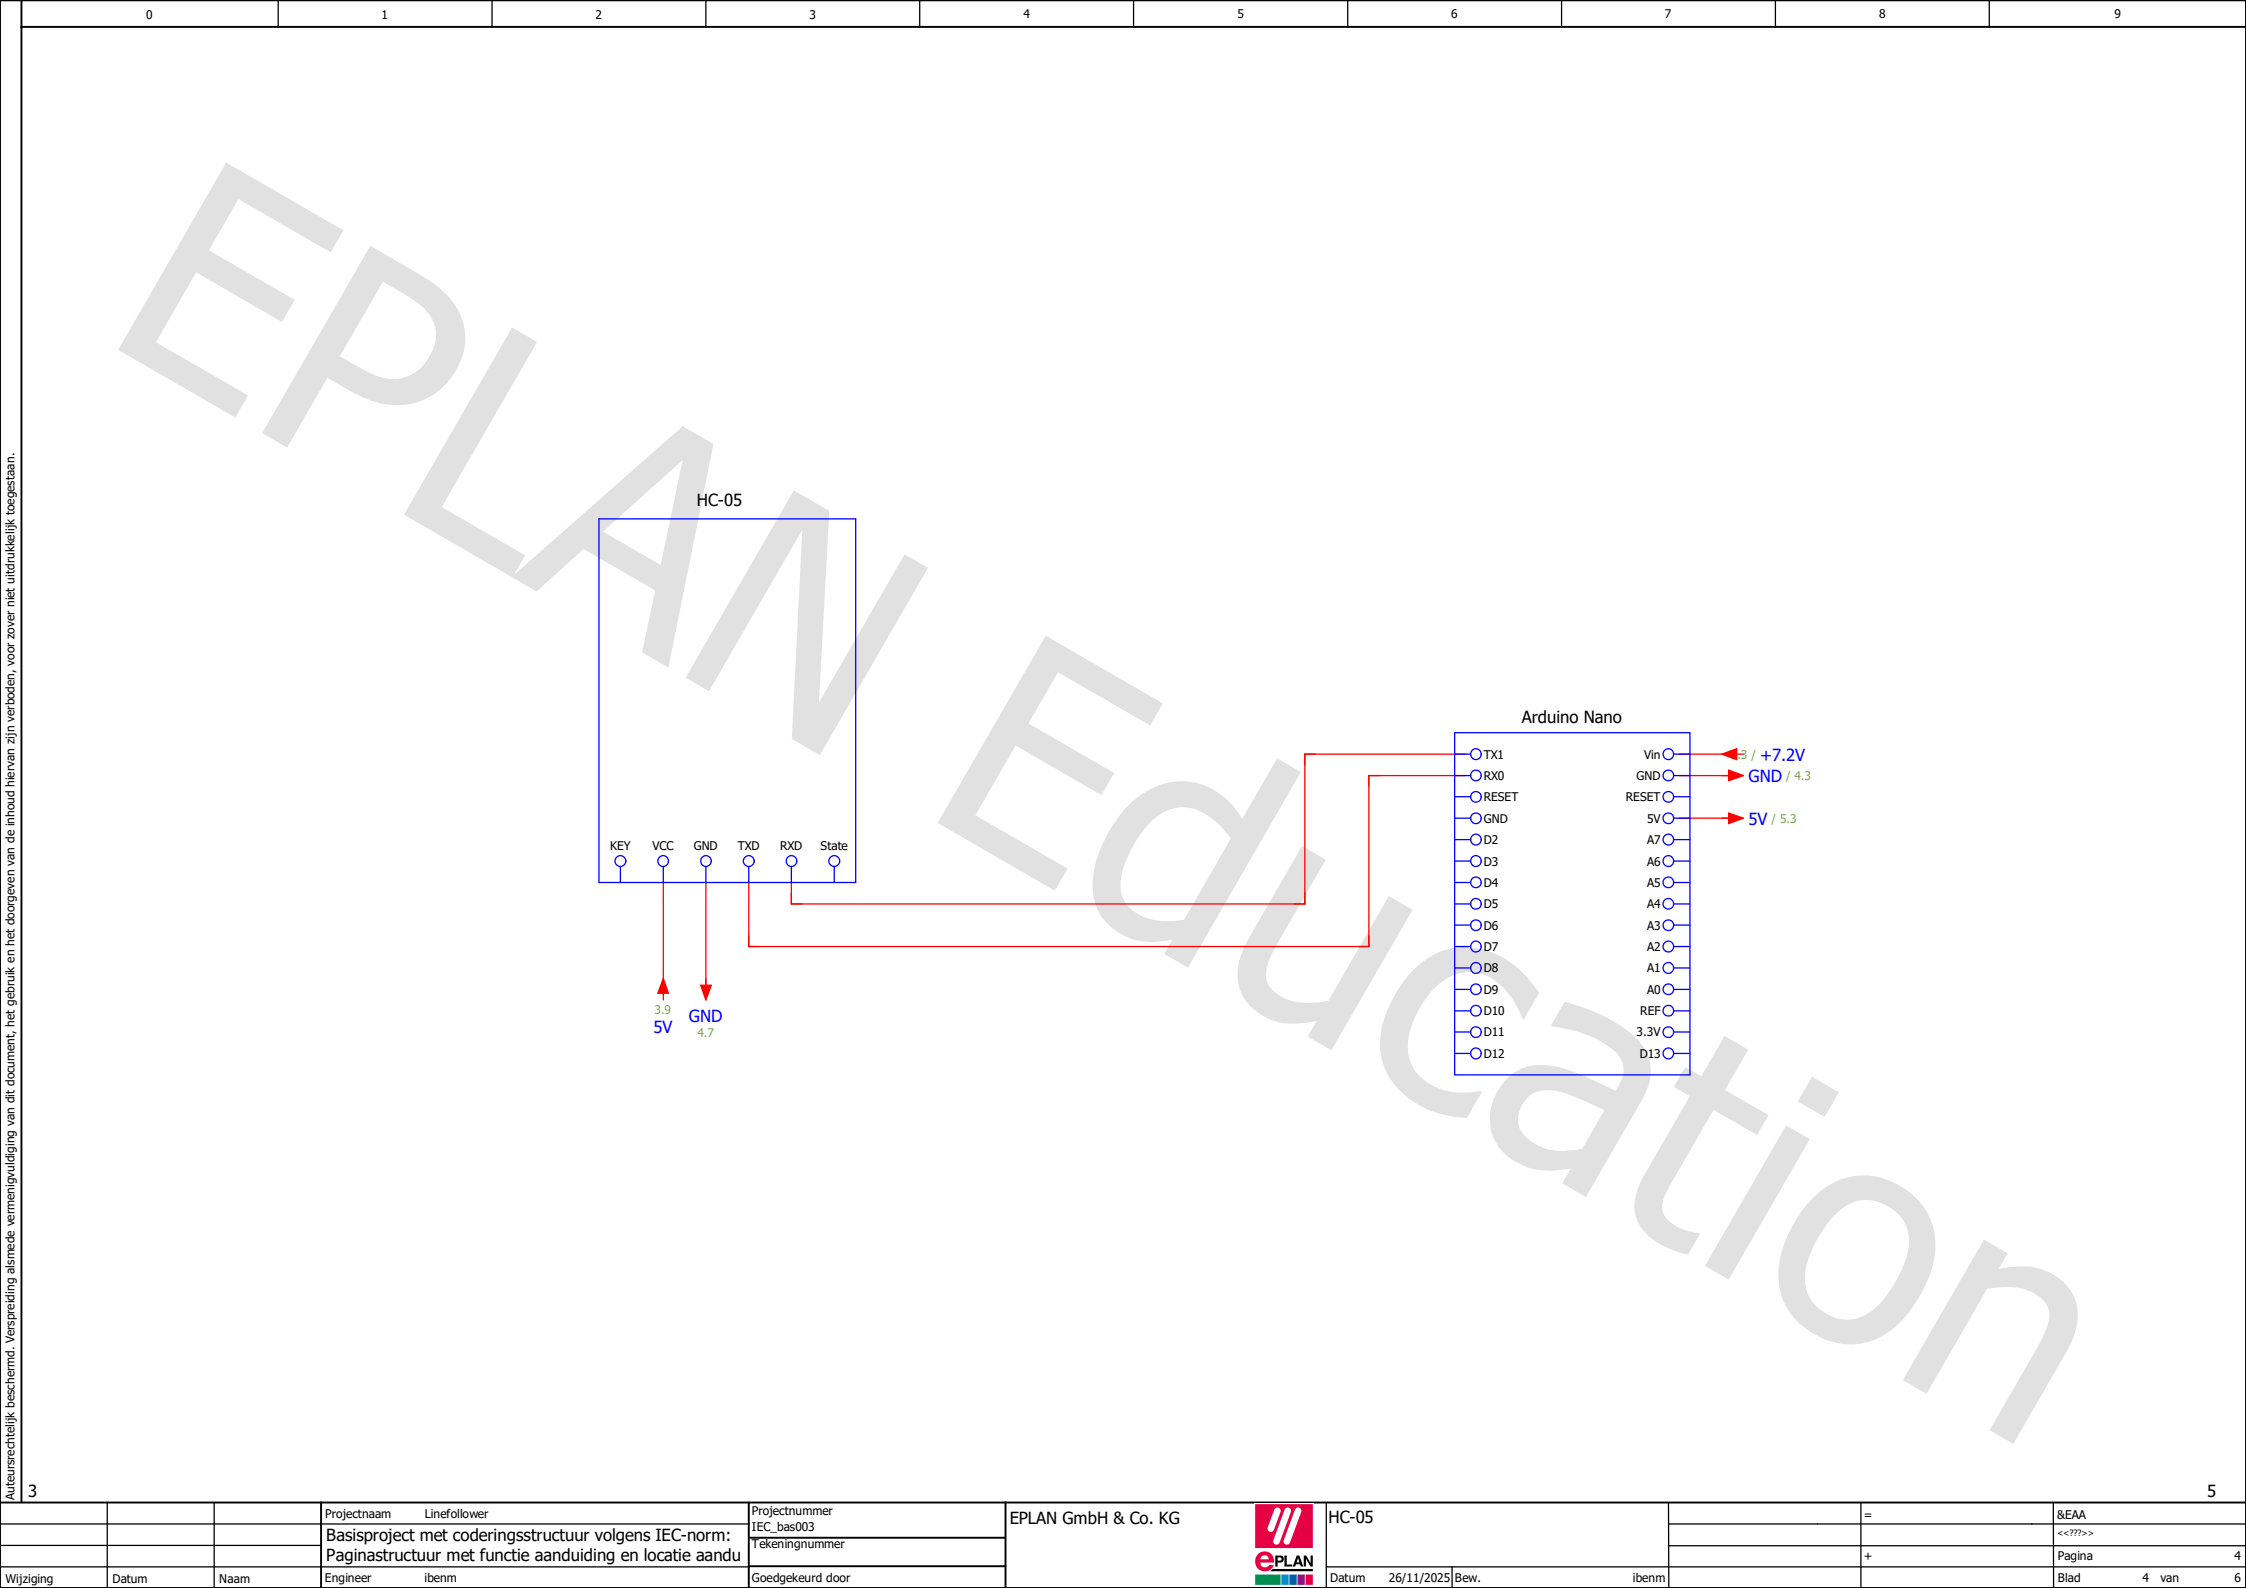 0 1 2 3 4 5 6 7 8 9
EPLAN Education
Auteursrechtelijk beschermd. Verspreiding alsmede vermenigvuldiging van dit document, het gebruik en het doorgeven van de inhoud hiervan zijn verboden, voor zover niet uitdrukkelijk toegestaan.
HC-05
KEY VCC GND TXD RXD State
3.9
5V
GND
4.7
Arduino Nano
TX1 Vin / +7.2V
RX0 GND GND / 4.3
RESET RESET
GND 5V 5V / 5.3
D2 A7
D3 A6
D4 A5
D5 A4
D6 A3
D7 A2
D8 A1
D9 A0
D10 REF
D11 3.3V
D12 D13
3 5
Projectnaam Linefollower
Basisproject met coderingsstructuur volgens IEC-norm:
Paginastructuur met functie aanduiding en locatie aandu
Wijziging Datum Naam Engineer ibenm
Projectnummer
IEC_bas003
Tekeningnummer
Goedgekeurd door
EPLAN GmbH & Co. KG
ePLAN
HC-05
Datum 26/11/2025 Bew. ibenm
=
+
&EAA
<<???>>
Pagina 4
Blad 4 van 6